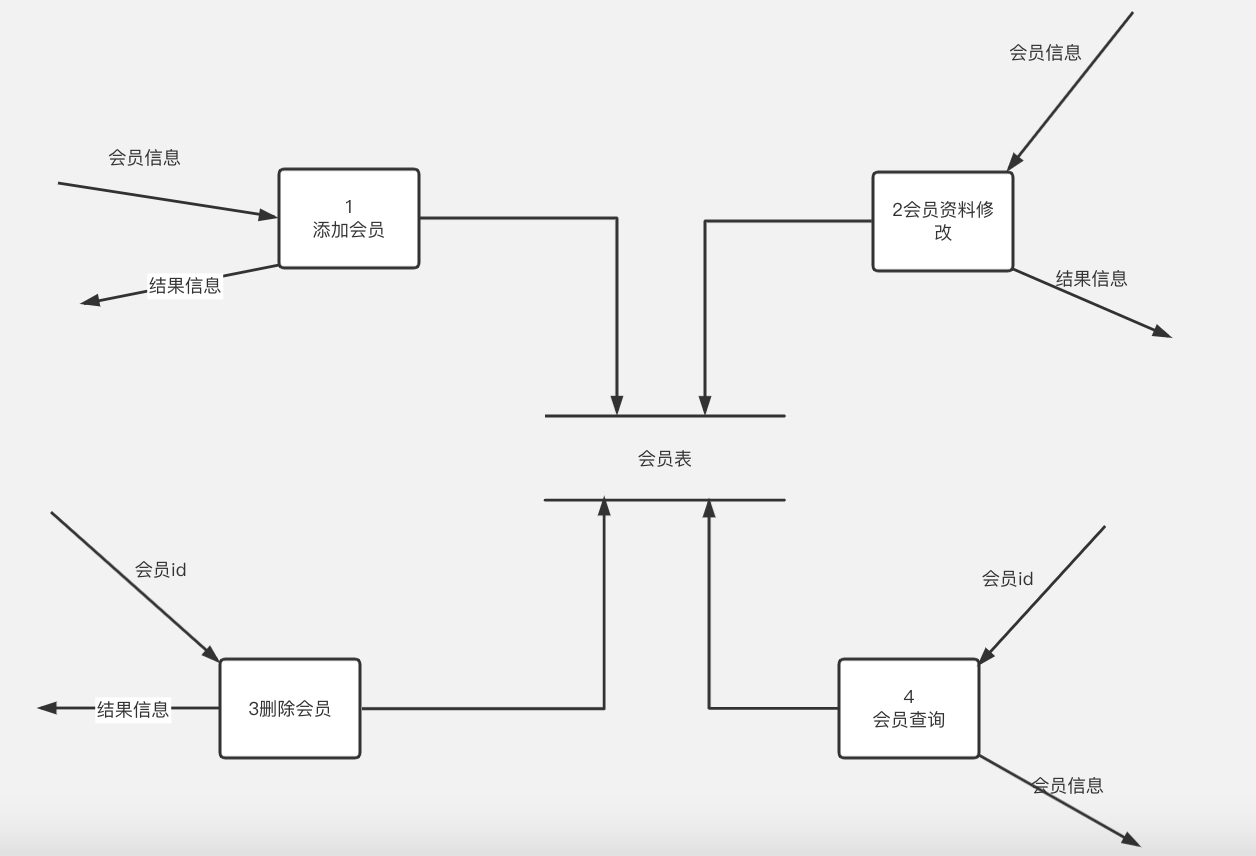 会员信息
会员信息
1
添加会员
2会员资料修
改
结果信息
结果信息
会员表
会员id
会员id
3删除会员
结果信息
4
会员查询
会员信息